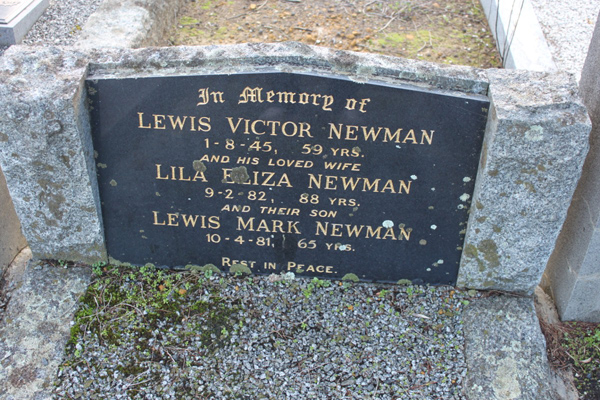 In Memory of
LEWIS VICTOR NEWMAN
1-8-45, 59 YRS.
AND HIS LOVED WIFE
LILA ELIZA NEWMAN
9-2-82, 88 YRS.
AND THEIR SON
LEWIS MARK NEWMAN
10-4-81, 65 YRS.
REST IN PEACE.